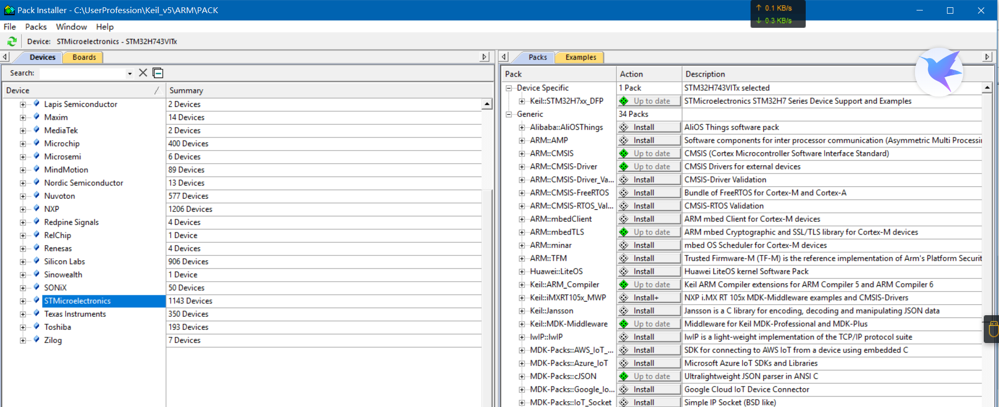 Pack Installer - C:\UserProfession\Keil_v5\ARM\PACK
↑ 0.1 KB/s
↓ 0.3 KB/s
File Packs Window Help
Device: STMicroelectronics - STM32H743VITx
Devices Boards
Search:
Device Summary
Lapis Semiconductor 2 Devices
Maxim 14 Devices
MediaTek 2 Devices
Microchip 400 Devices
Microsemi 6 Devices
MindMotion 89 Devices
Nordic Semiconductor 13 Devices
Nuvoton 577 Devices
NXP 1206 Devices
Redpine Signals 4 Devices
RelChip 1 Device
Renesas 4 Devices
Silicon Labs 906 Devices
Sinowealth 1 Device
SONiX 50 Devices
STMicroelectronics 1143 Devices
Texas Instruments 350 Devices
Toshiba 193 Devices
Zilog 7 Devices
Packs Examples
Pack Action Description
Device Specific 1 Pack STM32H743VITx selected
Keil::STM32H7xx_DFP Up to date STMicroelectronics STM32H7 Series Device Support and Examples
Generic 34 Packs
Alibaba::AliOSThings Install AliOS Things software pack
ARM::AMP Install Software components for inter processor communication (Asymmetric Multi Processi
ARM::CMSIS Up to date CMSIS (Cortex Microcontroller Software Interface Standard)
ARM::CMSIS-Driver Up to date CMSIS Drivers for external devices
ARM::CMSIS-Driver_Va... Install CMSIS-Driver Validation
ARM::CMSIS-FreeRTOS Install Bundle of FreeRTOS for Cortex-M and Cortex-A
ARM::CMSIS-RTOS_Val... Install CMSIS-RTOS Validation
ARM::mbedClient Install ARM mbed Client for Cortex-M devices
ARM::mbedTLS Up to date ARM mbed Cryptographic and SSL/TLS library for Cortex-M devices
ARM::minar Install mbed OS Scheduler for Cortex-M devices
ARM::TFM Install Trusted Firmware-M (TF-M) is the reference implementation of Arm's Platform Securit
Huawei::LiteOS Install Huawei LiteOS kernel Software Pack
Keil::ARM_Compiler Up to date Keil ARM Compiler extensions for ARM Compiler 5 and ARM Compiler 6
Keil::iMXRT105x_MWP Install+ NXP i.MX RT 105x MDK-Middleware examples and CMSIS-Drivers
Keil::Jansson Install Jansson is a C library for encoding, decoding and manipulating JSON data
Keil::MDK-Middleware Up to date Middleware for Keil MDK-Professional and MDK-Plus
lwIP::lwIP Install lwIP is a light-weight implementation of the TCP/IP protocol suite
MDK-Packs::AWS_IoT_... Install SDK for connecting to AWS IoT from a device using embedded C
MDK-Packs::Azure_IoT Install Microsoft Azure IoT SDKs and Libraries
MDK-Packs::cJSON Up to date Ultralightweight JSON parser in ANSI C
MDK-Packs::Google_Io... Install Google Cloud IoT Device Connector
MDK-Packs::IoT_Socket Install Simple IP Socket (BSD like)